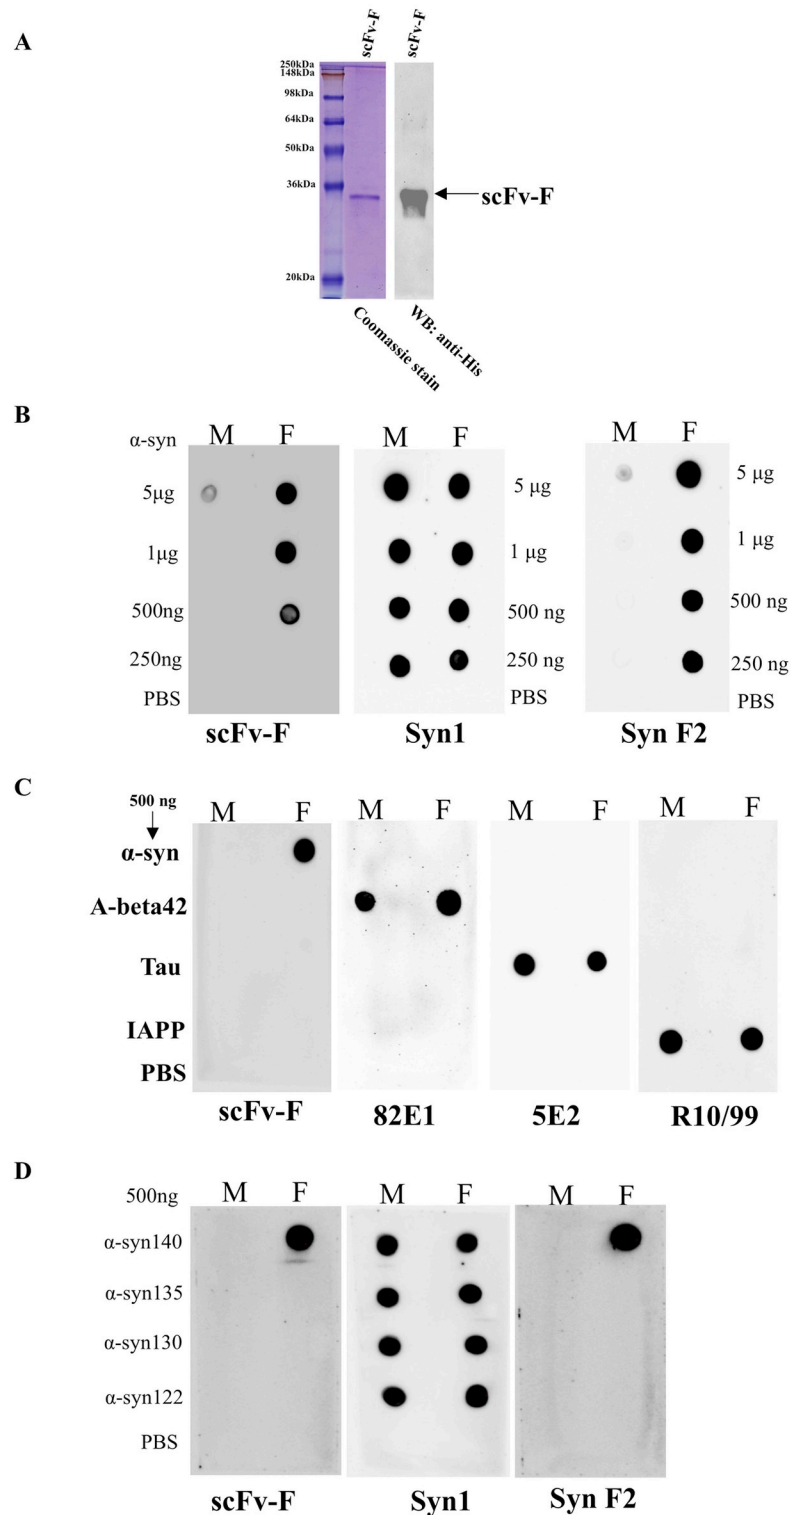 A
scFv-F
scFv-F
250kDa
148kDa
98kDa
64kDa
50kDa
36kDa
20kDa
scFv-F
Coomassie stain
WB: anti-His
B
α-syn
M F
M F
M F
5μg
5 μg
5 μg
1μg
1 μg
1 μg
500ng
500 ng
500 ng
250ng
250 ng
250 ng
PBS
PBS
PBS
scFv-F
Syn1
Syn F2
C
500 ng
M F
M F
M F
M F
α-syn
A-beta42
Tau
IAPP
PBS
scFv-F
82E1
5E2
R10/99
D
500ng
M F
M F
M F
α-syn140
α-syn135
α-syn130
α-syn122
PBS
scFv-F
Syn1
Syn F2